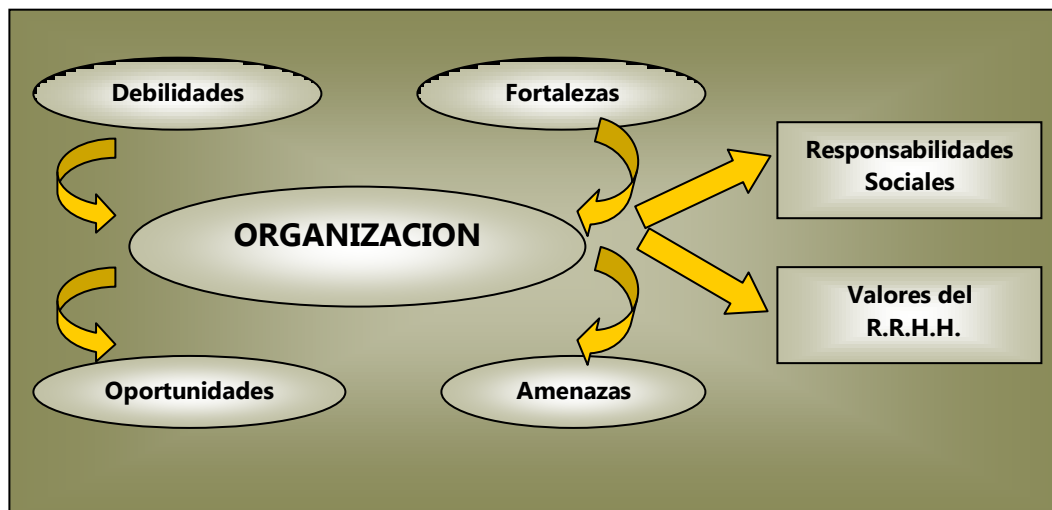 Debilidades
Fortalezas
Responsabilidades
Sociales
ORGANIZACION
Valores del
R.R.H.H.
Oportunidades
Amenazas